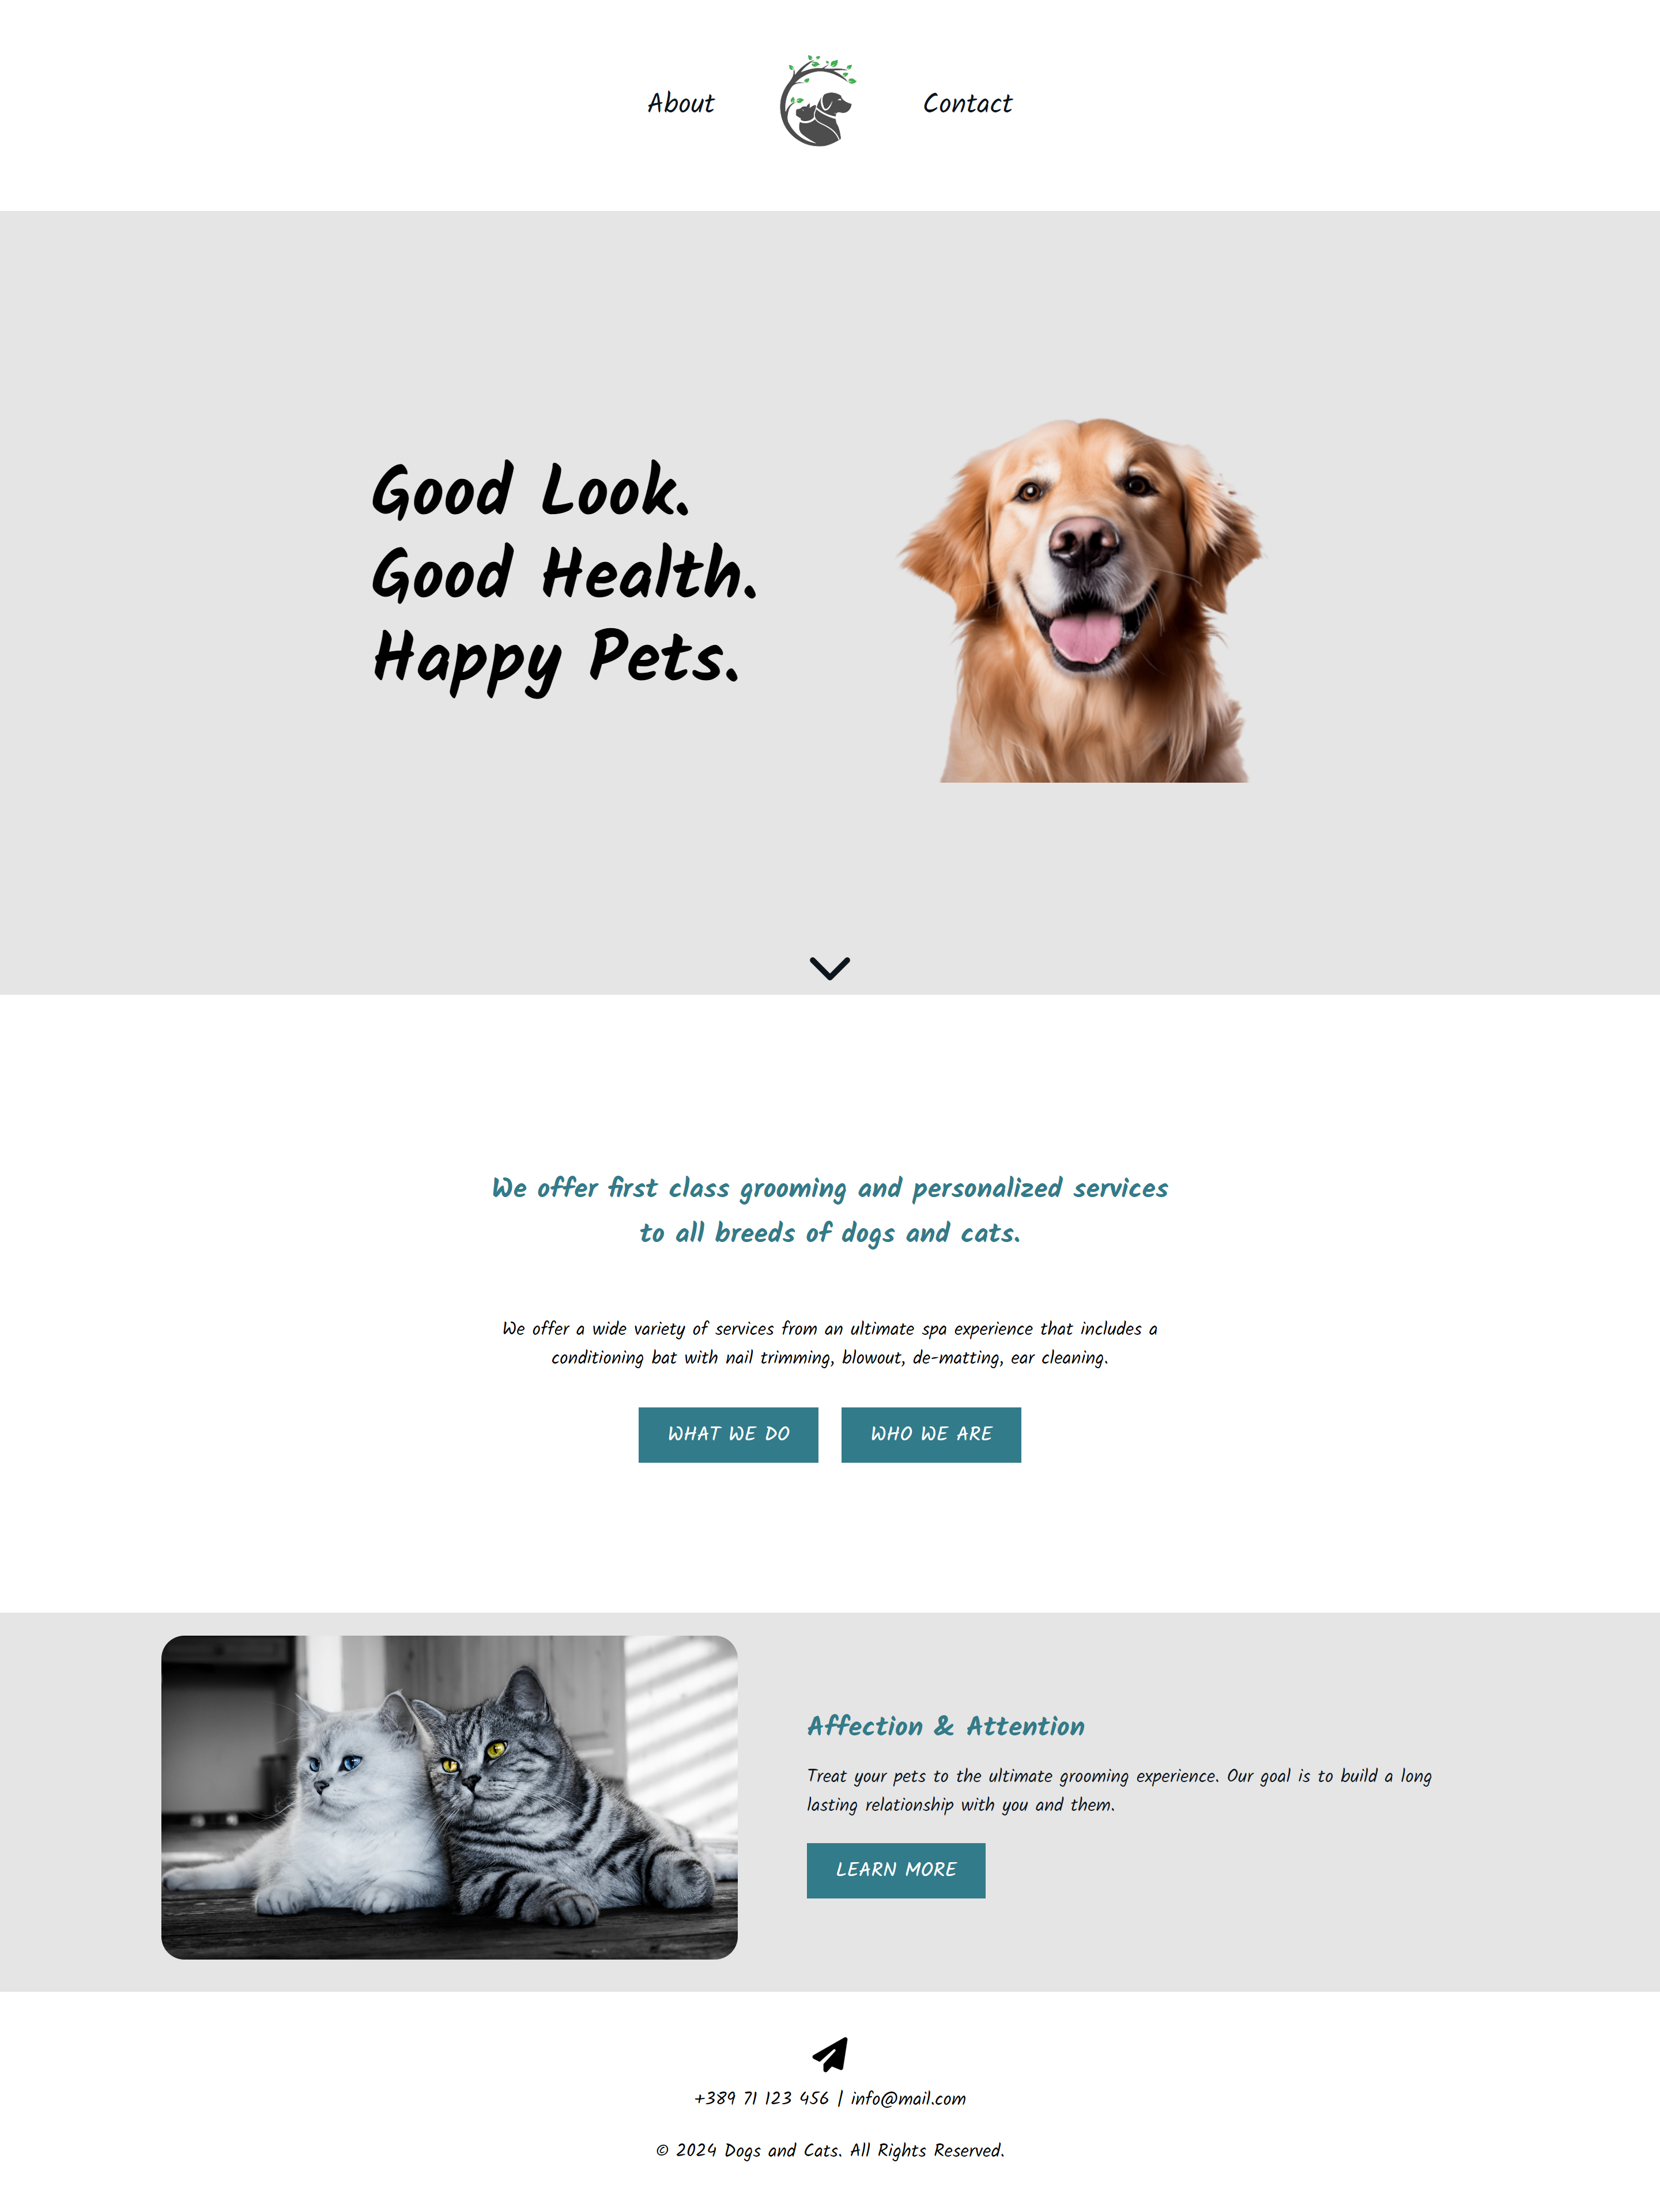 About
Contact
Good Look.
Good Health.
Happy Pets.
We offer first class grooming and personalized services
to all breeds of dogs and cats.
We offer a wide variety of services from an ultimate spa experience that includes a
conditioning bat with nail trimming, blowout, de-matting, ear cleaning.
WHAT WE DO
WHO WE ARE
Affection & Attention
Treat your pets to the ultimate grooming experience. Our goal is to build a long
lasting relationship with you and them.
LEARN MORE
+389 71 123 456 | info@mail.com
© 2024 Dogs and Cats. All Rights Reserved.